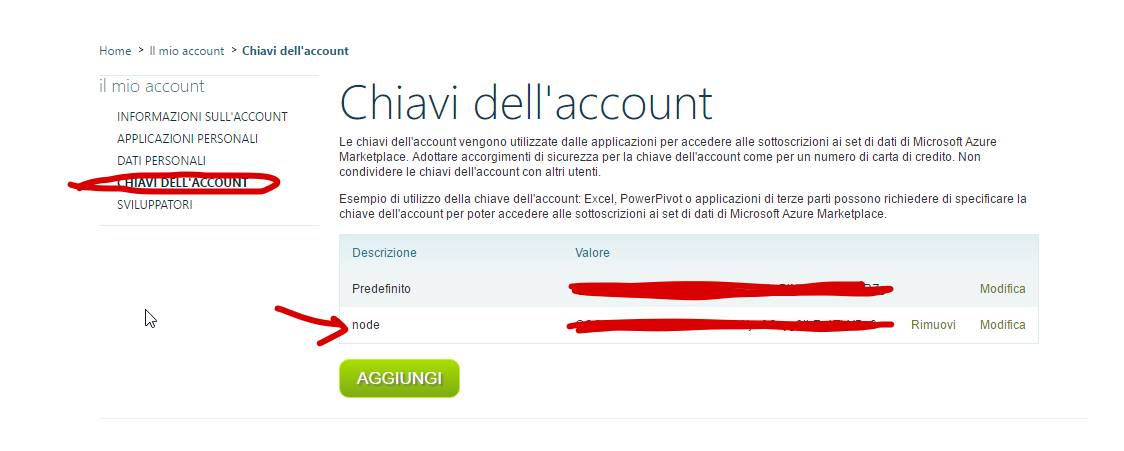 Home > Il mio account > Chiavi dell'account
il mio account
INFORMAZIONI SULL'ACCOUNT
APPLICAZIONI PERSONALI
DATI PERSONALI
CHIAVI DELL'ACCOUNT
SVILUPPATORI
Chiavi dell'account
Le chiavi dell'account vengono utilizzate dalle applicazioni per accedere alle sottoscrizioni ai set di dati di Microsoft Azure
Marketplace. Adottare accorgimenti di sicurezza per la chiave dell'account come per un numero di carta di credito. Non
condividere le chiavi dell'account con altri utenti.
Esempio di utilizzo della chiave dell'account: Excel, PowerPivot o applicazioni di terze parti possono richiedere di specificare la
chiave dell'account per poter accedere alle sottoscrizioni ai set di dati di Microsoft Azure Marketplace.
Descrizione Valore
Predefinito Modifica
node Rimuovi Modifica
AGGIUNGI